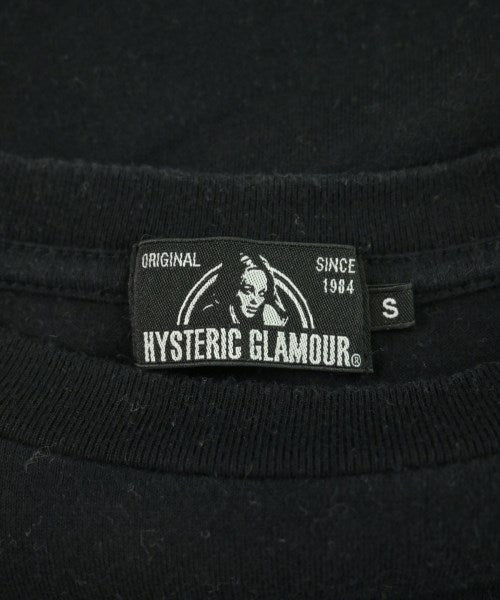 ORIGINAL SINCE
1984
HYSTERIC GLAMOUR®
S